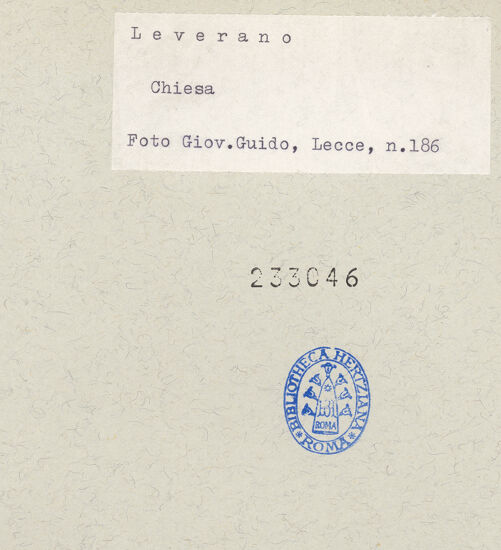 Leverano
Chiesa
Foto Giov.Guido, Lecce, n.186
233046
BIBLIOTHECA HERTZIANA
ROMA
* ROMA *